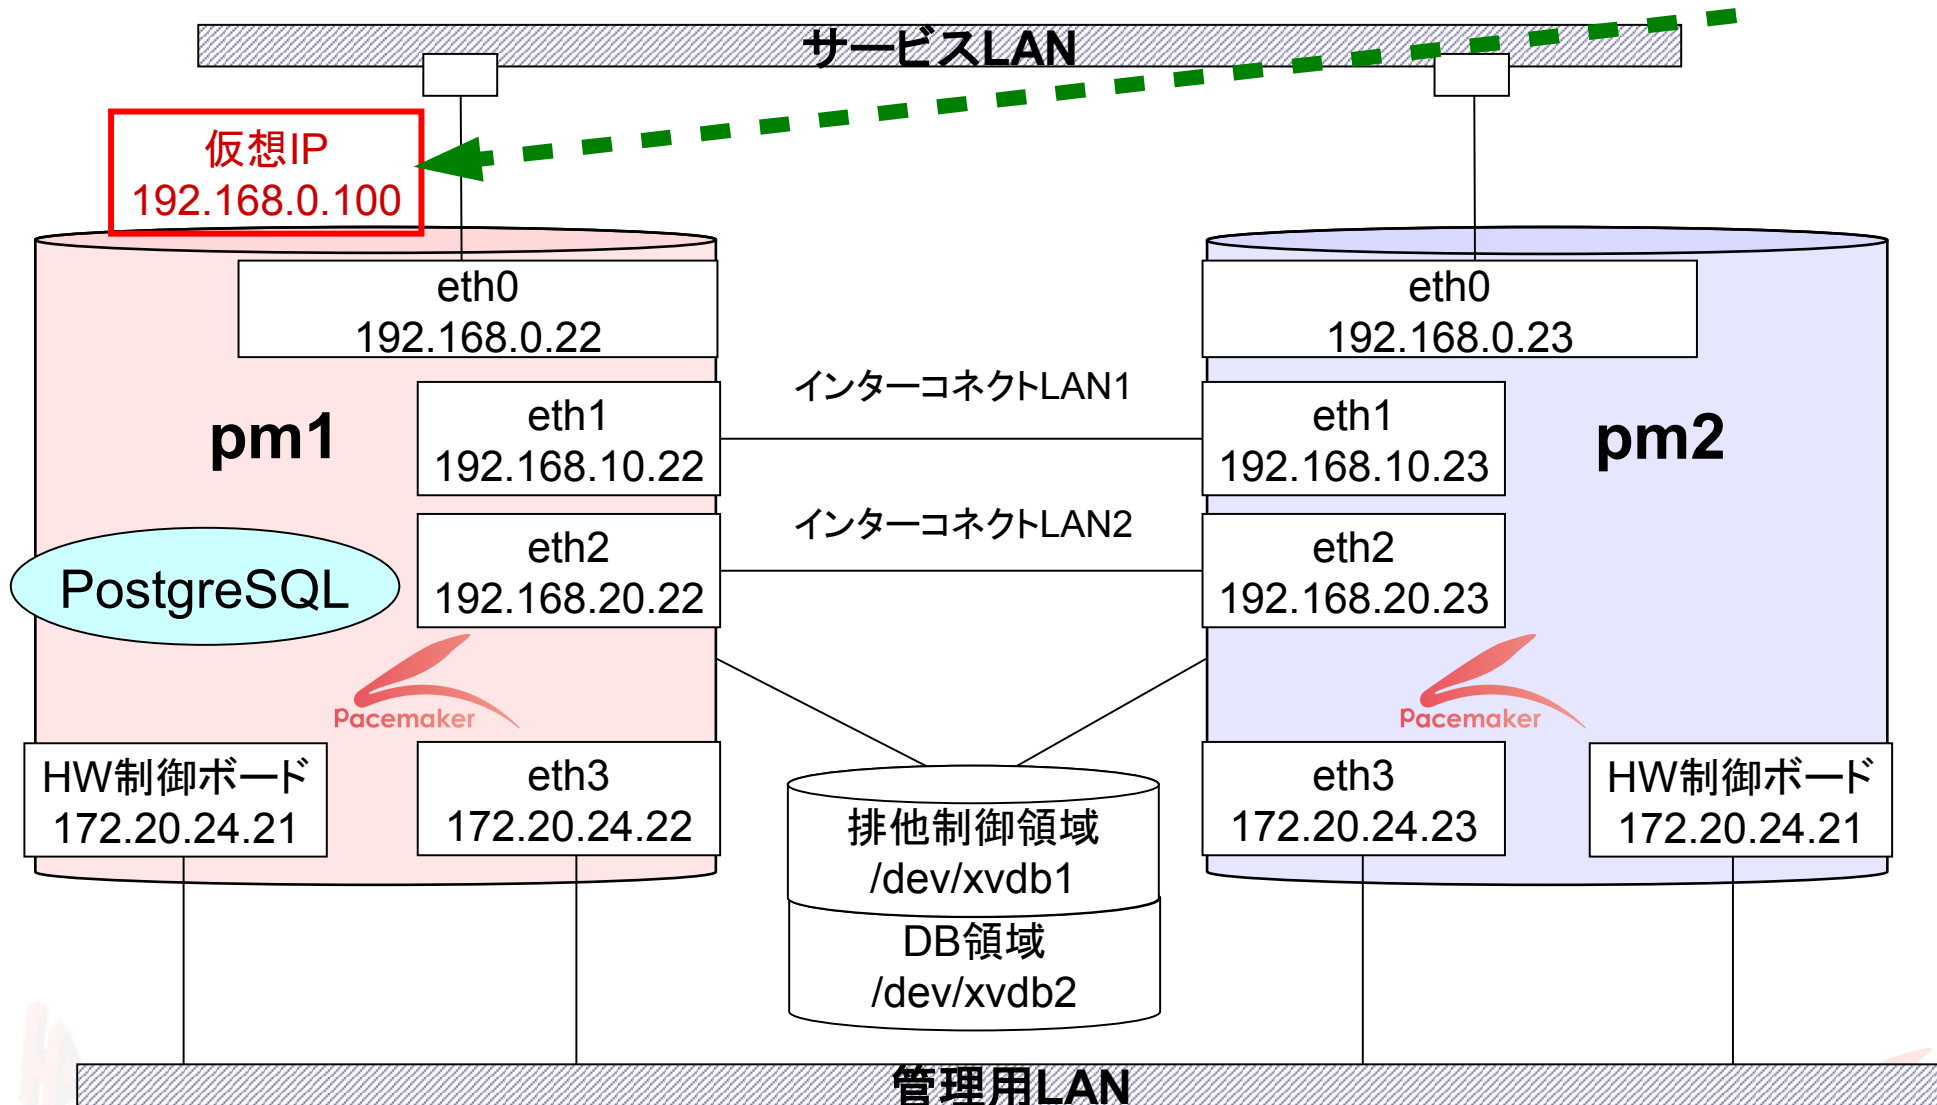 サービスLAN
仮想IP
192.168.0.100
eth0
192.168.0.22
eth0
192.168.0.23
インターコネクトLAN1
pm1
eth1
192.168.10.22
eth1
192.168.10.23
pm2
インターコネクトLAN2
PostgreSQL
eth2
192.168.20.22
eth2
192.168.20.23
Pacemaker
Pacemaker
HW制御ボード
172.20.24.21
eth3
172.20.24.22
排他制御領域
/dev/xvdb1
DB領域
/dev/xvdb2
eth3
172.20.24.23
HW制御ボード
172.20.24.21
管理用LAN